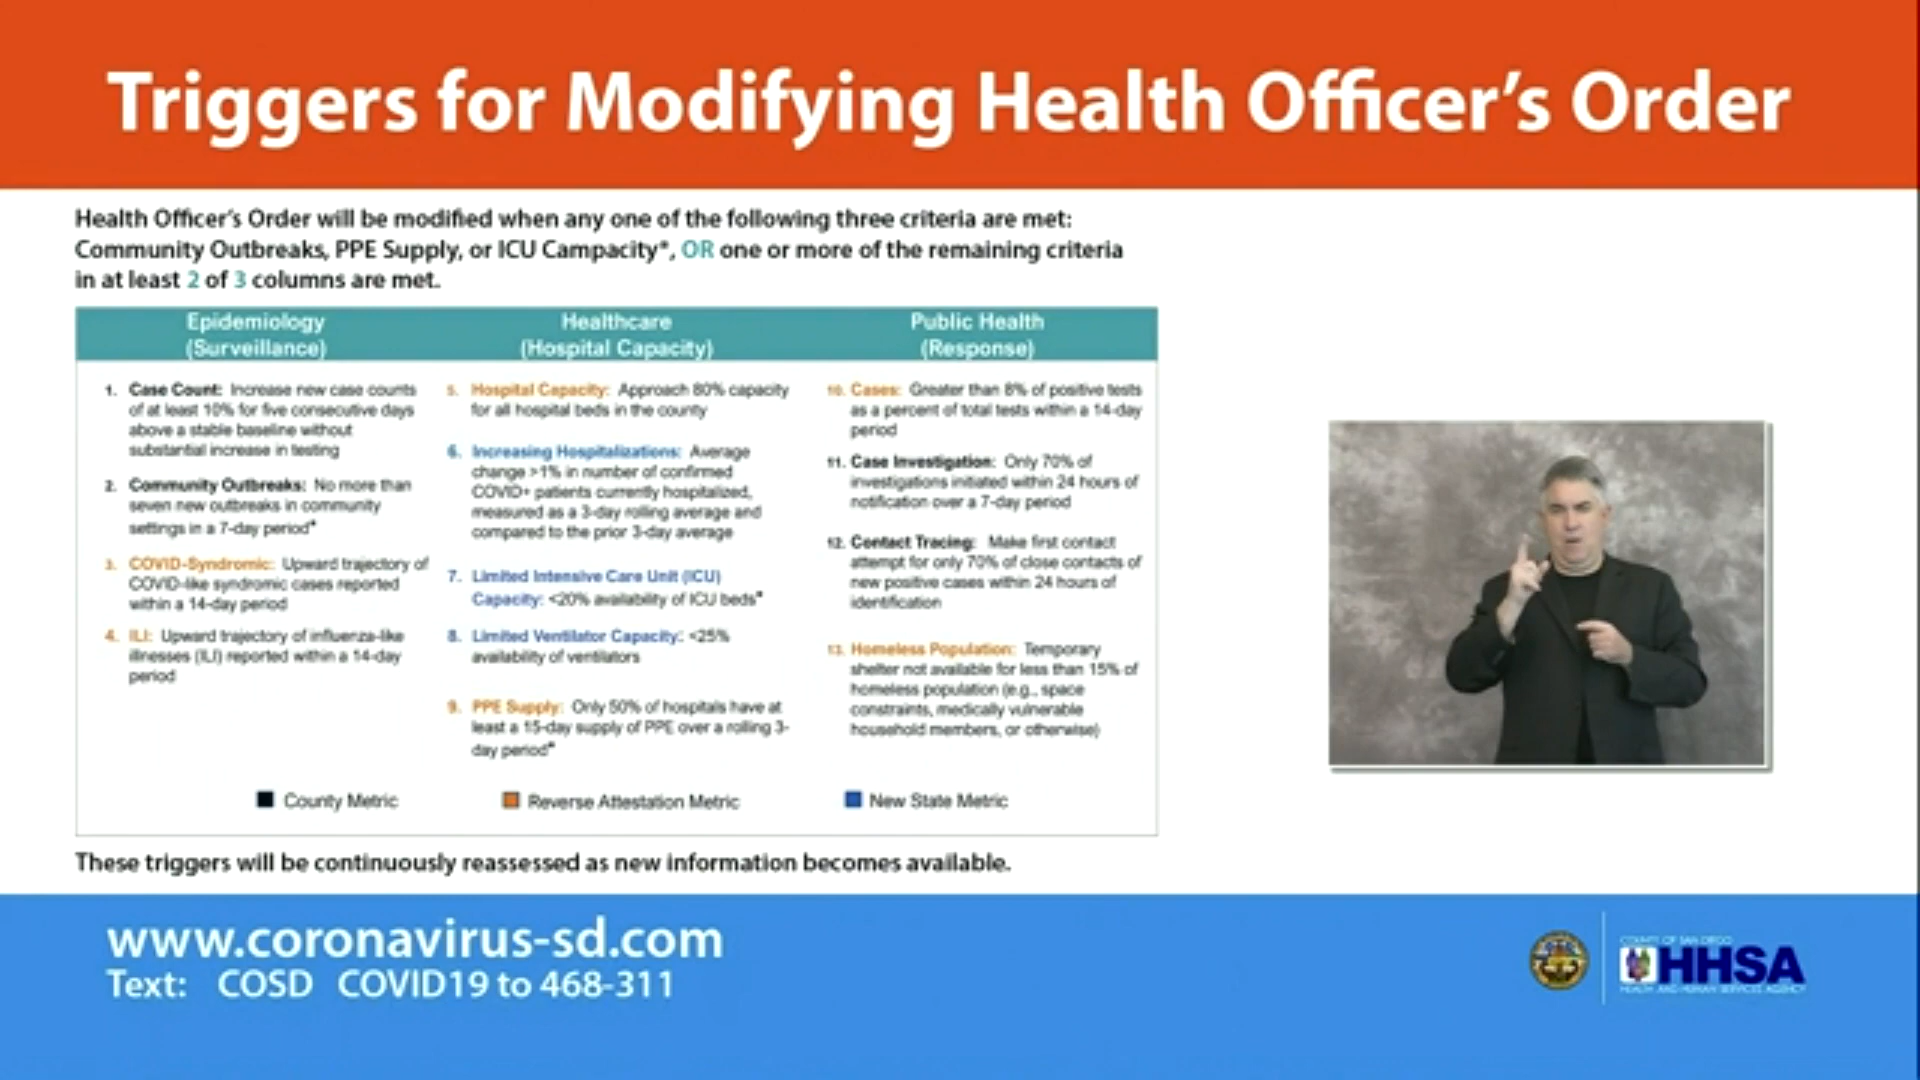 Triggers for Modifying Health Officer's Order
Health Officer's Order will be modified when any one of the following three criteria are met:
Community Outbreaks, PPE Supply, or ICU Campacity*, OR one or more of the remaining criteria
in at least 2 of 3 columns are met.
Epidemiology
(Surveillance)
1. Case Count: Increase new case counts
of at least 10% for five consecutive days
above a stable baseline without
substantial increase in testing
2. Community Outbreaks: No more than
seven new outbreaks in community
settings in a 7-day period*
3. COVID-Syndromic: Upward trajectory of
COVID-like syndromic cases reported
within a 14-day period
4. ILI: Upward trajectory of influenza-like
illnesses (ILI) reported within a 14-day
period
Healthcare
(Hospital Capacity)
5. Hospital Capacity: Approach 80% capacity
for all hospital beds in the county
6. Increasing Hospitalizations: Average
change >1% in number of confirmed
COVID+ patients currently hospitalized,
measured as a 3-day rolling average and
compared to the prior 3-day average
7. Limited Intensive Care Unit (ICU)
Capacity: <20% availability of ICU beds*
8. Limited Ventilator Capacity: <25%
availability of ventilators
9. PPE Supply: Only 50% of hospitals have at
least a 15-day supply of PPE over a rolling 3-
day period*
Public Health
(Response)
10. Cases: Greater than 8% of positive tests
as a percent of total tests within a 14-day
period
11. Case Investigation: Only 70% of
investigations initiated within 24 hours of
notification over a 7-day period
12. Contact Tracing: Make first contact
attempt for only 70% of close contacts of
new positive cases within 24 hours of
identification
13. Homeless Population: Temporary
shelter not available for less than 15% of
homeless population (e.g., space
constraints, medically vulnerable
household members, or otherwise)
County Metric
Reverse Attestation Metric
New State Metric
These triggers will be continuously reassessed as new information becomes available.
www.coronavirus-sd.com
Text: COSD COVID19 to 468-311
COUNTY OF SAN DIEGO
HHSA
HEALTH AND HUMAN SERVICES AGENCY